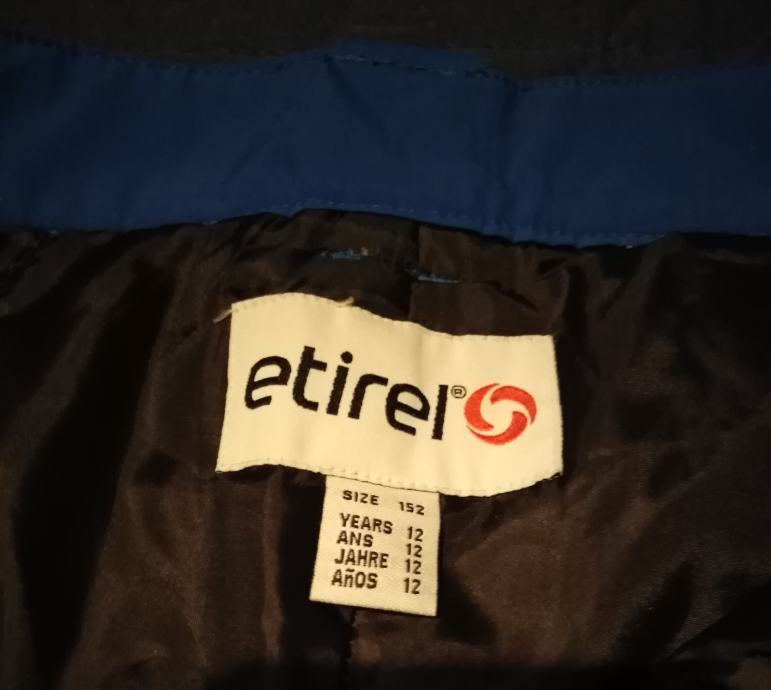 etirel®
SIZE 152
YEARS 12
ANS 12
JAHRE 12
AñOS 12